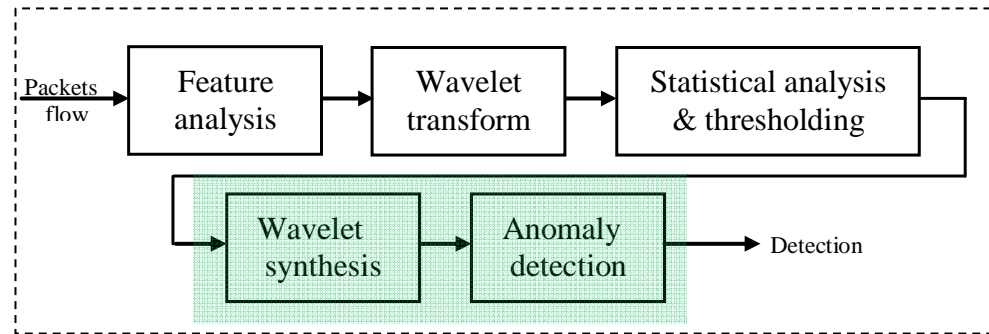 Packets
flow
Feature
analysis
Wavelet
transform
Statistical analysis
& thresholding
Wavelet
synthesis
Anomaly
detection
Detection